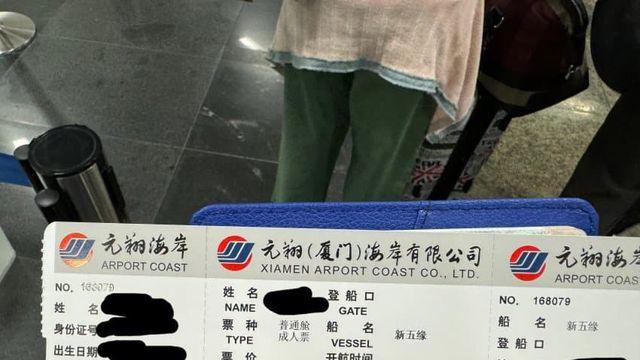 元翔海岸
ARPORT COAST
NO. 168079
姓 名
身份证号
出生日期
元翔(厦门)海岸有限公司
XIAMEN ARPORT COAST CO., LTD.
姓 名 登 船 口
NAME GATE
票 种 普通舱 船 名 新五缘
TYPE 成人票 VESSEL
票 价 开航时间
元翔海岸
ARPORT COAST
NO. 168079
船 名 新五缘
登 船 口